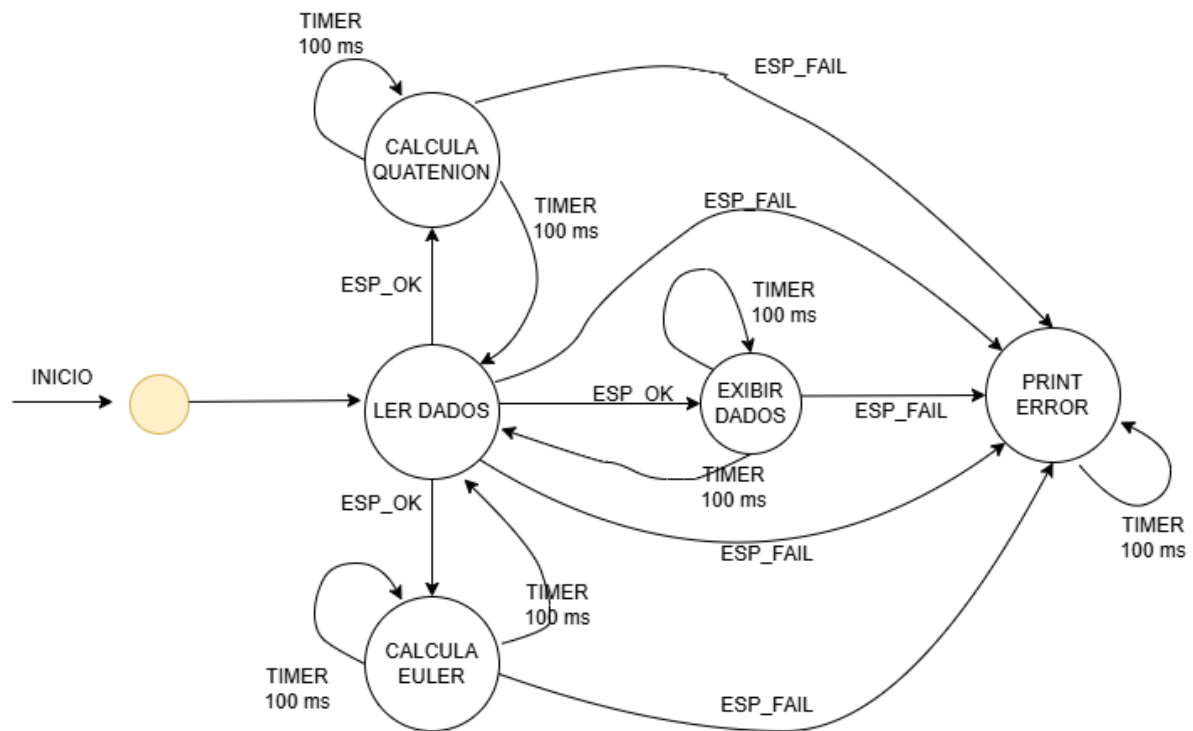 TIMER
100 ms
ESP_FAIL
CALCULA
QUATENION
ESP_FAIL
TIMER
100 ms
ESP_OK
TIMER
100 ms
INICIO
LER DADOS
ESP_OK
EXIBIR
DADOS
ESP_FAIL
PRINT
ERROR
TIMER
100 ms
ESP_OK
ESP_FAIL
TIMER
100 ms
TIMER
100 ms
CALCULA
EULER
TIMER
100 ms
ESP_FAIL